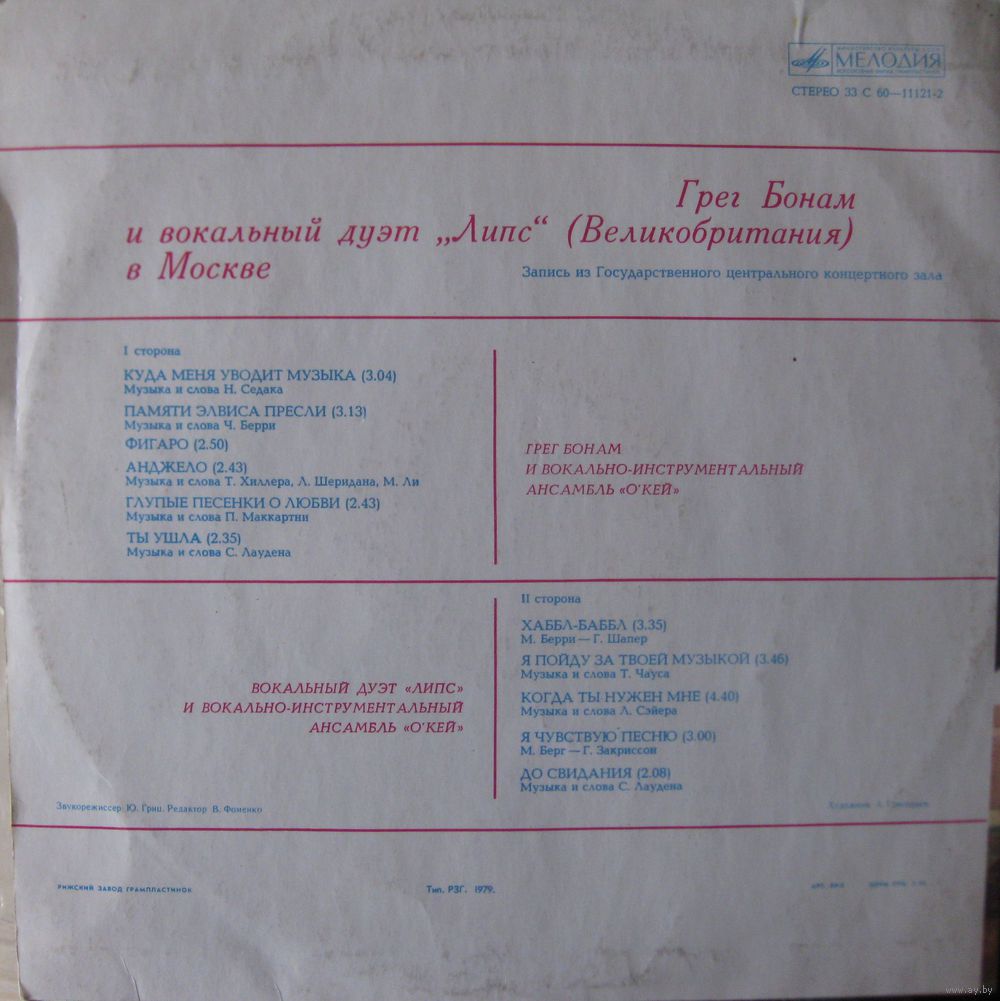 МЕЛОДИЯ
СТЕРЕО 33 С 60—11121-2
Грег Бонам
и вокальный дуэт „Липс“ (Великобритания)
в Москве
Запись из Государственного центрального концертного зала
I сторона
КУДА МЕНЯ УВОДИТ МУЗЫКА (3.04)
Музыка и слова Н. Седака
ПАМЯТИ ЭЛВИСА ПРЕСЛИ (3.13)
Музыка и слова Ч. Берри
ФИГАРО (2.50)
АНДЖЕЛО (2.43)
Музыка и слова Т. Хиллера, Л. Шеридана, М. Ли
ГЛУПЫЕ ПЕСЕНКИ О ЛЮБВИ (2.43)
Музыка и слова П. Маккартни
ТЫ УШЛА (2.35)
Музыка и слова С. Лаудена
ГРЕГ БОНАМ
И ВОКАЛЬНО-ИНСТРУМЕНТАЛЬНЫЙ
АНСАМБЛЬ «О'КЕЙ»
ВОКАЛЬНЫЙ ДУЭТ «ЛИПС»
И ВОКАЛЬНО-ИНСТРУМЕНТАЛЬНЫЙ
АНСАМБЛЬ «О'КЕЙ»
II сторона
ХАББЛ-БАББЛ (3.35)
М. Берри — Г. Шапер
Я ПОЙДУ ЗА ТВОЕЙ МУЗЫКОЙ (3.46)
Музыка и слова Т. Чауса
КОГДА ТЫ НУЖЕН МНЕ (4.40)
Музыка и слова Л. Сэйера
Я ЧУВСТВУЮ ПЕСНЮ (3.00)
М. Берг — Г. Закриссон
ДО СВИДАНИЯ (2.08)
Музыка и слова С. Лаудена
Звукорежиссер Ю. Гриц. Редактор В. Фоменко
Художник
РИЖСКИЙ ЗАВОД ГРАМПЛАСТИНОК
Тип. РЗГ. 1979.
www.ay.by